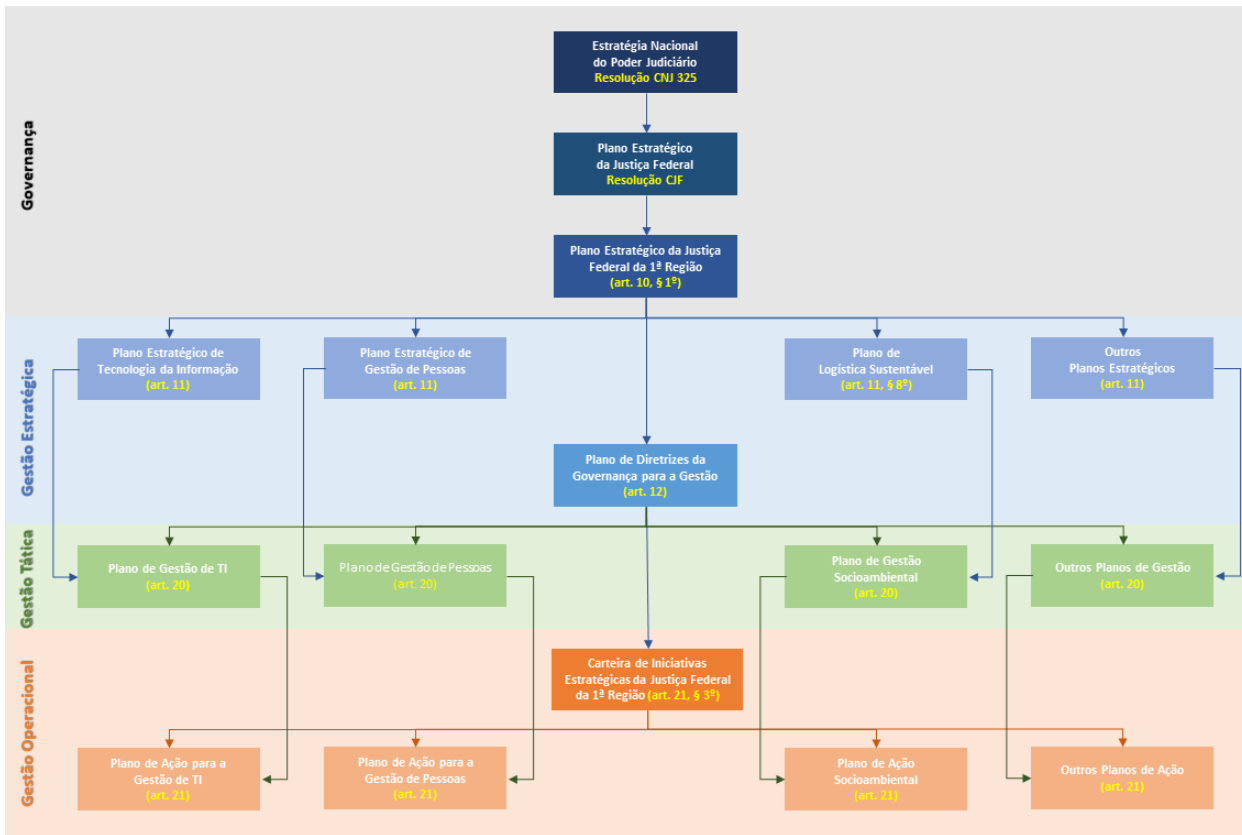 Governança
Estratégia Nacional
do Poder Judiciário
Resolução CNJ 325
Plano Estratégico
da Justiça Federal
Resolução CJF
Plano Estratégico da Justiça
Federal da 1ª Região
(art. 10, § 1º)
Gestão Estratégica
Plano Estratégico de
Tecnologia da Informação
(art. 11)
Plano Estratégico de
Gestão de Pessoas
(art. 11)
Plano de
Logística Sustentável
(art. 11, § 8º)
Outros
Planos Estratégicos
(art. 11)
Plano de Diretrizes da
Governança para a Gestão
(art. 12)
Gestão Tática
Plano de Gestão de TI
(art. 20)
Plano de Gestão de Pessoas
(art. 20)
Plano de Gestão
Socioambiental
(art. 20)
Outros Planos de Gestão
(art. 20)
Gestão Operacional
Carteira de Iniciativas
Estratégicas da Justiça Federal
da 1ª Região (art. 21, § 3º)
Plano de Ação para a
Gestão de TI
(art. 21)
Plano de Ação para a
Gestão de Pessoas
(art. 21)
Plano de Ação
Socioambiental
(art. 21)
Outros Planos de Ação
(art. 21)